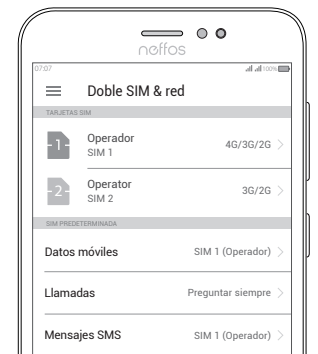 neffos
07:07 100%
Doble SIM & red
TARJETAS SIM
-1- Operador 4G/3G/2G
SIM 1
-2- Operator 3G/2G
SIM 2
SIM PREDETERMINADA
Datos móviles SIM 1 (Operador)
Llamadas Preguntar siempre
Mensajes SMS SIM 1 (Operador)